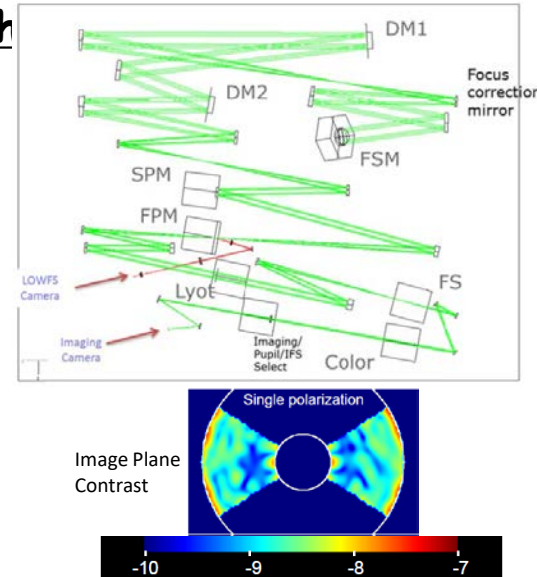 DM1
Focus
correction
mirror
DM2
FSM
SPM
FPM
LOWFS
Camera
Lyot
FS
Imaging
Camera
Imaging/
Pupil/IFS
Select
Color
Single polarization
Image Plane
Contrast
-10 -9 -8 -7